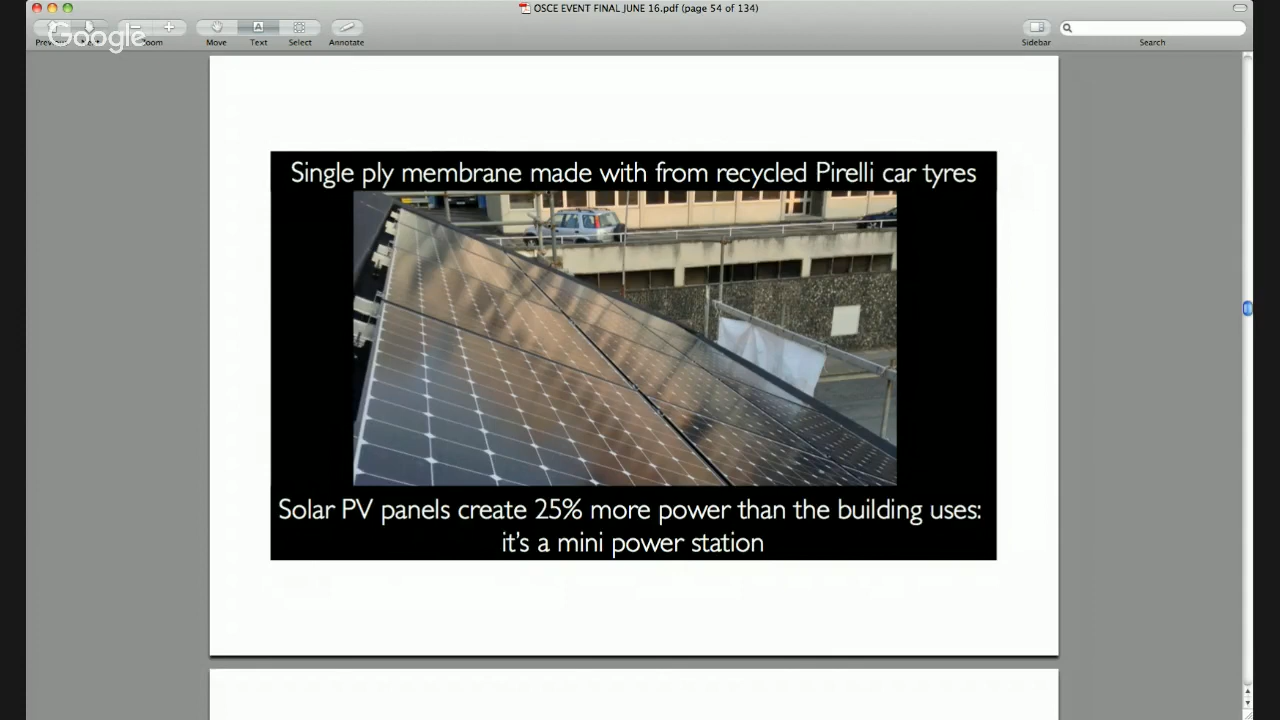 OSCE EVENT FINAL JUNE 16.pdf (page 54 of 134)
Google
Zoom
Move
Text
Select
Annotate
Sidebar
Search
Single ply membrane made with from recycled Pirelli car tyres
Solar PV panels create 25% more power than the building uses:
it's a mini power station